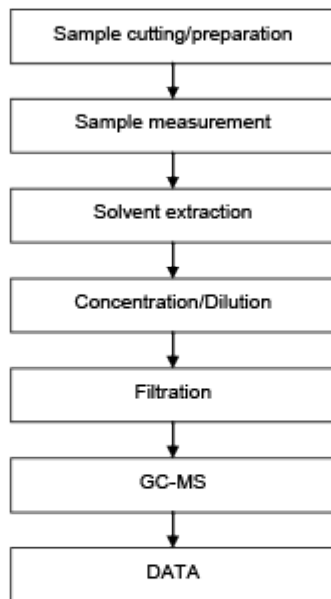 Sample cutting/preparation
Sample measurement
Solvent extraction
Concentration/Dilution
Filtration
GC-MS
DATA